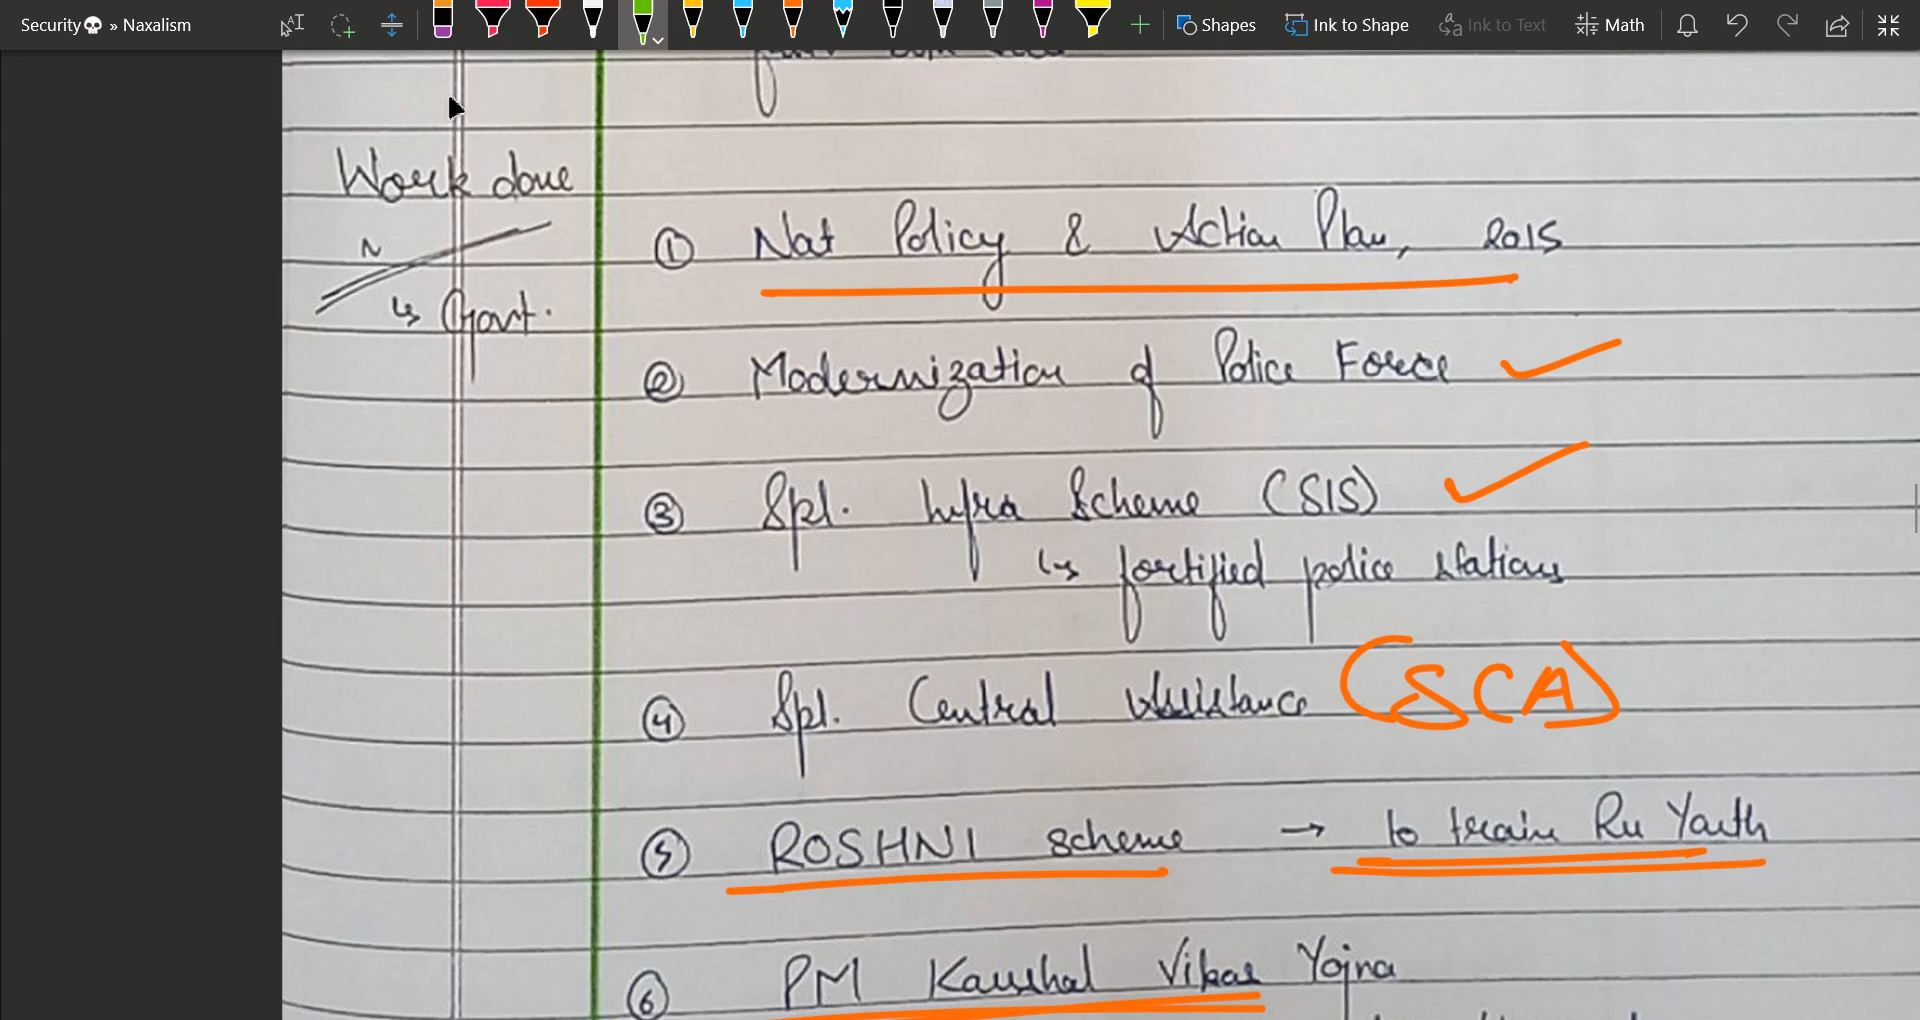 Security💀 » Naxalism
Shapes
Ink to Shape
Ink to Text
Math
Work done
N
↳ Govt.
① Nat Policy & Action Plan, 2015
② Modernization of Police Force ✓
③ Spl. Infra Scheme (SIS) ✓
↳ fortified police stations
④ Spl. Central Assistance (SCA)
⑤ ROSHNI scheme → to train Ru Youth
⑥ PM Kaushal Vikas Yojna